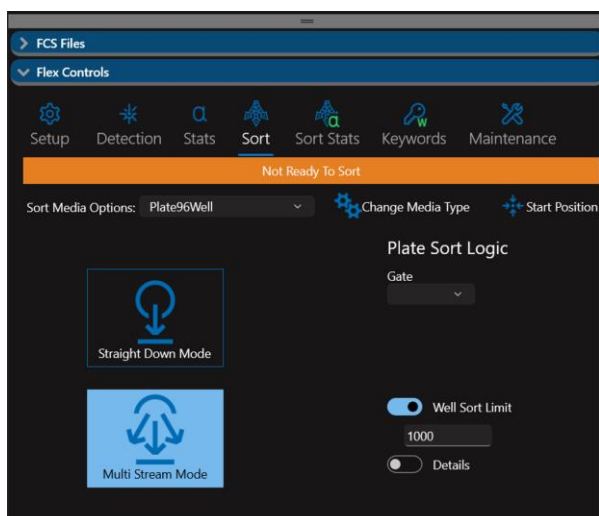 FCS Files
Flex Controls
Setup Detection Stats Sort Sort Stats Keywords Maintenance
Not Ready To Sort
Sort Media Options: Plate96Well Change Media Type Start Position
Plate Sort Logic
Gate
Straight Down Mode
Well Sort Limit
1000
Details
Multi Stream Mode